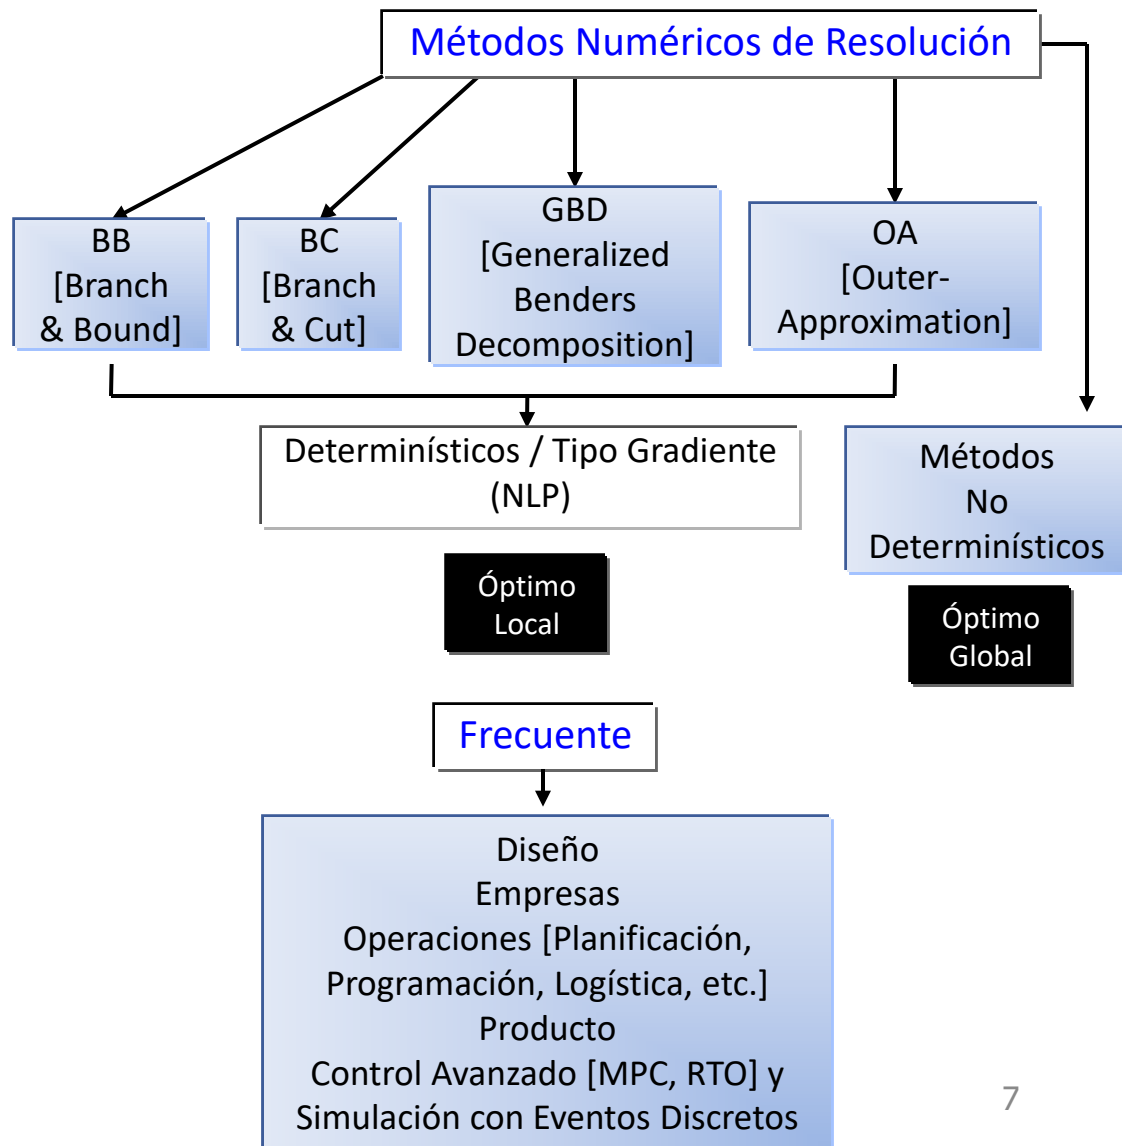 Métodos Numéricos de Resolución
BB
[Branch
& Bound]
BC
[Branch
& Cut]
GBD
[Generalized
Benders
Decomposition]
OA
[Outer-
Approximation]
Determinísticos / Tipo Gradiente
(NLP)
Métodos
No
Determinísticos
Óptimo
Local
Óptimo
Global
Frecuente
Diseño
Empresas
Operaciones [Planificación,
Programación, Logística, etc.]
Producto
Control Avanzado [MPC, RTO] y
Simulación con Eventos Discretos
7